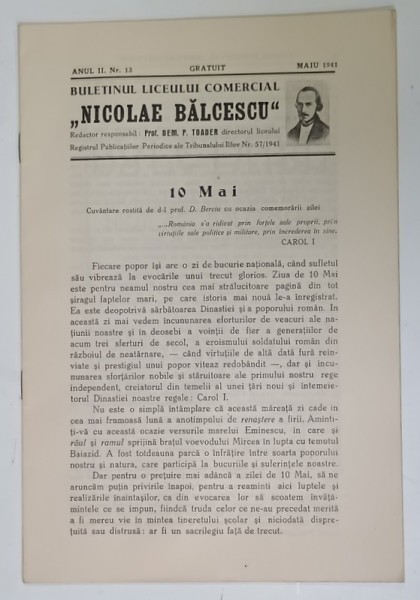 ANUL II. Nr. 13 GRATUIT MAIU 1941
BULETINUL LICEULUI COMERCIAL
„NICOLAE BĂLCESCU“
Redactor responsabil: Prof. DEM. P. TOADER directorul liceului
Registrul Publicațiilor Periodice ale Tribunalului Ilfov Nr. 57/1941
10 Mai
Cuvântare rostită de d-l prof. D. Berciu cu ocazia comemorării zilei
„...România s'a ridicat prin forțele sale proprii, prin
virtuțiile sale politice și militare, prin încrederea în sine.
CAROL I
Fiecare popor își are o zi de bucurie națională, când sufletul
său vibrează la evocările unui trecut glorios. Ziua de 10 Mai
este pentru neamul nostru cea mai strălucitoare pagină din tot
șiragul faptelor mari, pe care istoria mai nouă le-a înregistrat.
Ea este deopotrivă sărbătorirea Dinastiei și a poporului român. In
această zi mai vedem încununarea eforturilor de veacuri ale na-
țiunii noastre și în deosebi a voinții de fier a generațiilor de
acum trei sferturi de secol, a eroismului soldatului român din
războiul de neatârnare, — când virtuțiile de altă dată fură rein-
viate și prestigiul unui popor viteaz redobândit —, dar și încu-
nunarea sforțărilor nobile și stăruitoare ale primului nostru rege
independent, creistorul din temelii al unei țări noui și întemeie-
torul Dinastiei noastre regale: Carol I.
Nu este o simplă întâmplare că această măreață zi cade în
cea mai frumoasă lună a anotimpului de renaștere a firii. Aminti-
ți-vă cu această ocazie versurile marelui Eminescu, în care și
râul și ramul sprijină brațul voevodului Mircea în lupta cu temutul
Baiazid. A fost totdeauna parcă o înfrățire între soarta poporului
nostru și natura, care participă la bucuriile și suferințele noastre.
Dar pentru o prețuire mai adâncă a zilei de 10 Mai, să ne
aruncăm puțin privirile înapoi, pentru a reaminti aici luptele și
realizările înaintașilor, ca din evocarea lor să scoatem învăță-
mintele ce se impun, fiindcă truda celor ce ne-au precedat merită
a fi mereu vie în mintea tineretului școlar și niciodată dispre-
țuită sau distrusă: ar fi un sacrilegiu față de trecut.